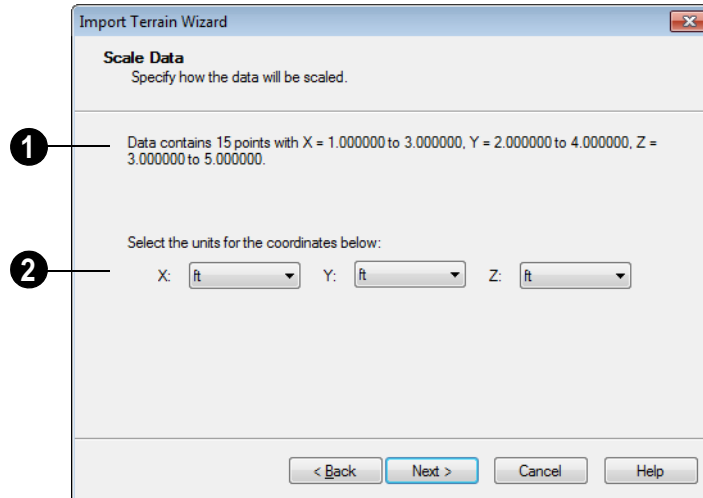 Import Terrain Wizard
Scale Data
Specify how the data will be scaled.
1
Data contains 15 points with X = 1.000000 to 3.000000, Y = 2.000000 to 4.000000, Z =
3.000000 to 5.000000.
Select the units for the coordinates below:
2
X: ft Y: ft Z: ft
< Back Next > Cancel Help